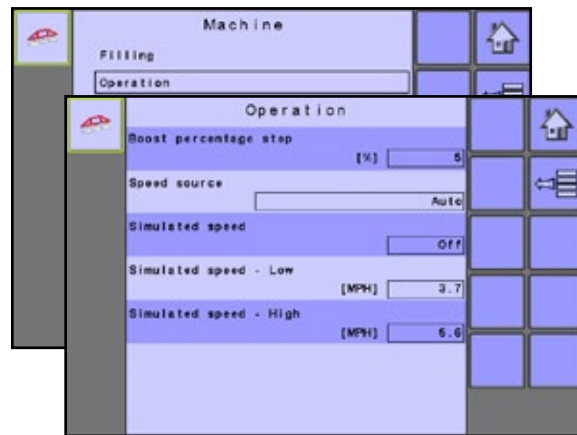 Machine
Filling
Operation
Operation
Boost percentage step
[%] 5
Speed source
Auto
Simulated speed
Off
Simulated speed - Low
[MPH] 3.7
Simulated speed - High
[MPH] 5.6